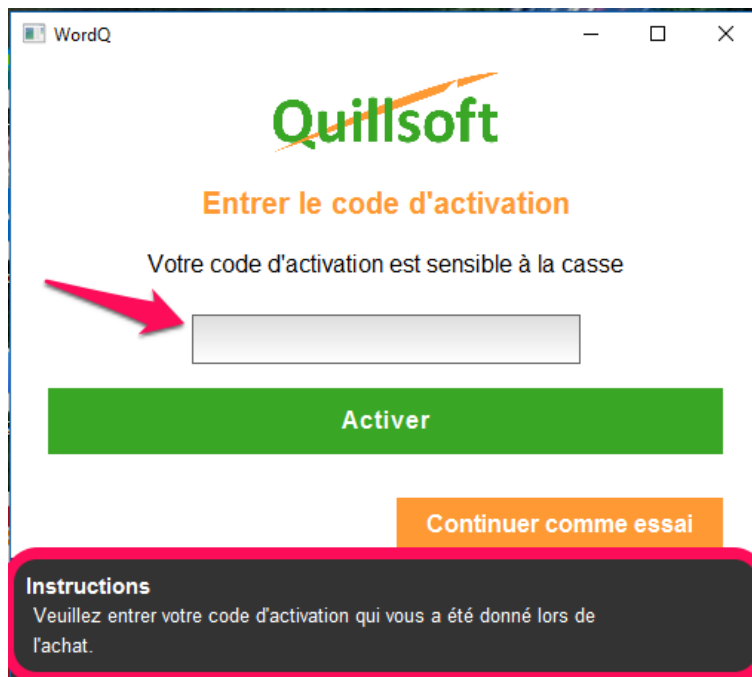 WordQ
Quillsoft
Entrer le code d'activation
Votre code d'activation est sensible à la casse
Activer
Continuer comme essai
Instructions
Veuillez entrer votre code d'activation qui vous a été donné lors de
l'achat.